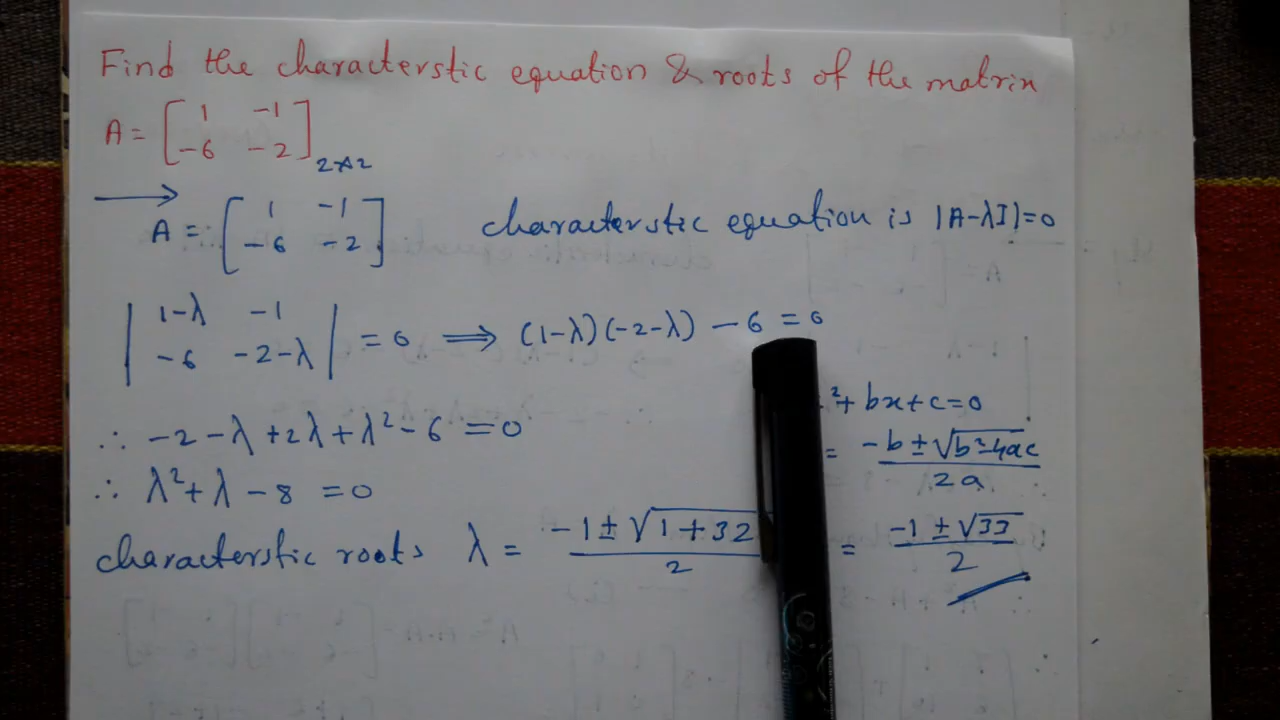 Find the characterstic equation & roots of the matrix
A = [ 1 -1
-6 -2 ] 2×2
→ A = [ 1 -1
-6 -2 ] characterstic equation is |A-λI|=0
| 1-λ -1
-6 -2-λ | = 0 ⟹ (1-λ)(-2-λ) - 6 = 0
² + bx + c = 0
∴ -2 - λ + 2λ + λ² - 6 = 0
= -b ± √b²-4ac / 2a
∴ λ² + λ - 8 = 0
characterstic roots λ = -1 ± √1+32 / 2 = -1 ± √33 / 2